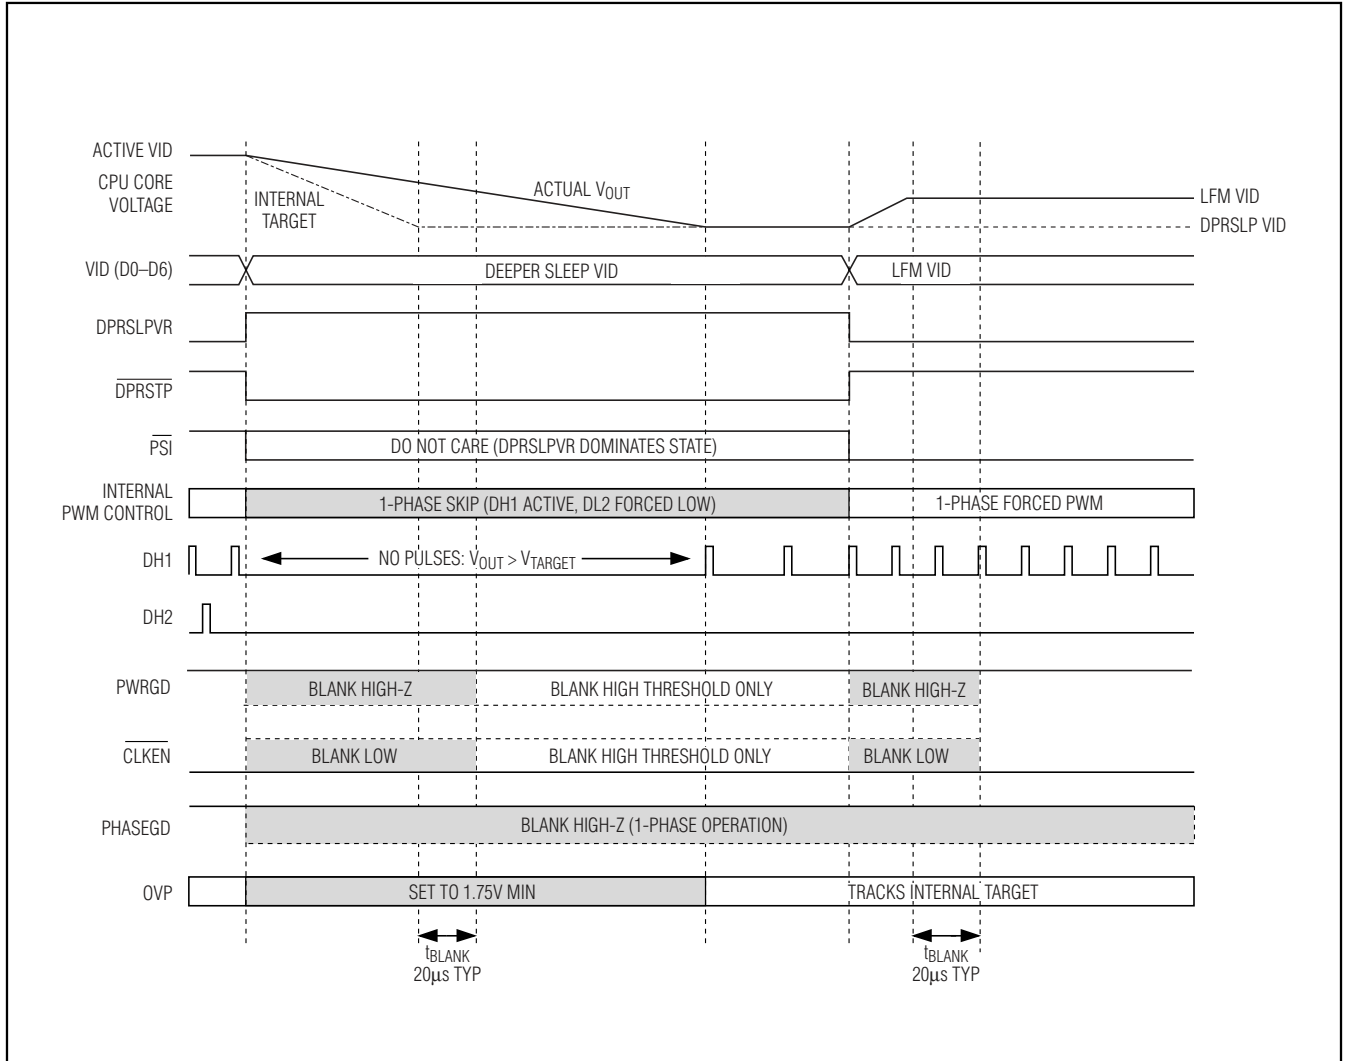 ACTIVE VID
CPU CORE
VOLTAGE
INTERNAL
TARGET
ACTUAL VOUT
LFM VID
DPRSLP VID
VID (D0–D6)
DEEPER SLEEP VID
LFM VID
DPRSLPVR
DPRSTP
PSI
DO NOT CARE (DPRSLPVR DOMINATES STATE)
INTERNAL
PWM CONTROL
1-PHASE SKIP (DH1 ACTIVE, DL2 FORCED LOW)
1-PHASE FORCED PWM
DH1
NO PULSES: VOUT > VTARGET
DH2
PWRGD
BLANK HIGH-Z
BLANK HIGH THRESHOLD ONLY
BLANK HIGH-Z
CLKEN
BLANK LOW
BLANK HIGH THRESHOLD ONLY
BLANK LOW
PHASEGD
BLANK HIGH-Z (1-PHASE OPERATION)
OVP
SET TO 1.75V MIN
TRACKS INTERNAL TARGET
tBLANK
20µs TYP
tBLANK
20µs TYP